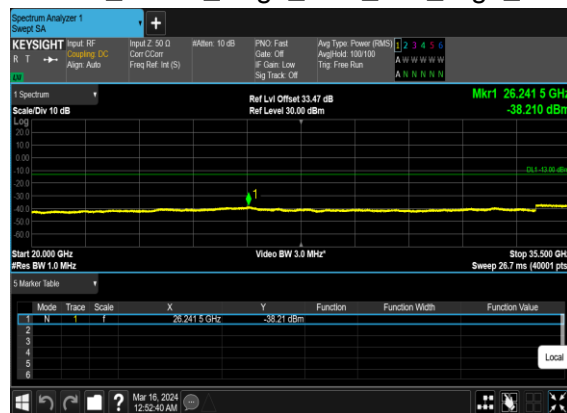 Spectrum Analyzer 1
Swept SA
KEYSIGHT Input: RF Input Z: 50 Ω #Atten: 10 dB PNO: Fast Avg Type: Power (RMS) 1 2 3 4 5 6
R T Coupling: DC Corr CCorr Gate: Off Avg|Hold: 100/100 A W W W W W
Align: Auto Freq Ref: Int (S) IF Gain: Low Trig: Free Run
Sig Track: Off A N N N N N
1 Spectrum Ref Lvl Offset 33.47 dB Mkr1 26.241 5 GHz
Scale/Div 10 dB Ref Level 30.00 dBm -38.210 dBm
Log
20.0
10.0
0.00
-10.0 DL1 -13.00 dBm
-20.0
-30.0 1
-40.0
-50.0
-60.0
Start 20.000 GHz Video BW 3.0 MHz* Stop 35.500 GHz
#Res BW 1.0 MHz Sweep 26.7 ms (40001 pts)
5 Marker Table
Mode Trace Scale X Y Function Function Width Function Value
1 N 1 f 26.241 5 GHz -38.21 dBm
2
3
4
5
6
Local
Mar 16, 2024
12:52:40 AM